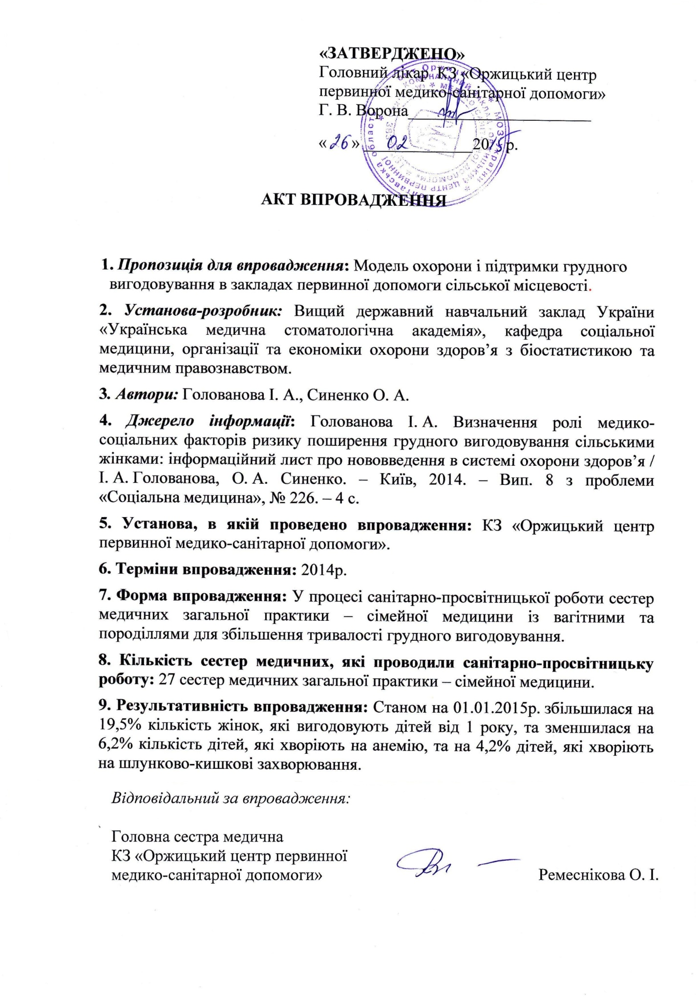 «ЗАТВЕРДЖЕНО»
Головний лікар КЗ «Оржицький центр
первинної медико-санітарної допомоги»
Г. В. Ворона
«26» 02 2015 р.
АКТ ВПРОВАДЖЕННЯ
1. Пропозиція для впровадження: Модель охорони і підтримки грудного
вигодовування в закладах первинної допомоги сільської місцевості.
2. Установа-розробник: Вищий державний навчальний заклад України
«Українська медична стоматологічна академія», кафедра соціальної
медицини, організації та економіки охорони здоров’я з біостатистикою та
медичним правознавством.
3. Автори: Голованова І. А., Синенко О. А.
4. Джерело інформації: Голованова І. А. Визначення ролі медико-
соціальних факторів ризику поширення грудного вигодовування сільськими
жінками: інформаційний лист про нововведення в системі охорони здоров’я /
І. А. Голованова, О. А. Синенко. – Київ, 2014. – Вип. 8 з проблеми
«Соціальна медицина», № 226. – 4 с.
5. Установа, в якій проведено впровадження: КЗ «Оржицький центр
первинної медико-санітарної допомоги».
6. Терміни впровадження: 2014р.
7. Форма впровадження: У процесі санітарно-просвітницької роботи сестер
медичних загальної практики – сімейної медицини із вагітними та
породіллями для збільшення тривалості грудного вигодовування.
8. Кількість сестер медичних, які проводили санітарно-просвітницьку
роботу: 27 сестер медичних загальної практики – сімейної медицини.
9. Результативність впровадження: Станом на 01.01.2015р. збільшилася на
19,5% кількість жінок, які вигодовують дітей від 1 року, та зменшилася на
6,2% кількість дітей, які хворіють на анемію, та на 4,2% дітей, які хворіють
на шлунково-кишкові захворювання.
Відповідальний за впровадження:
Головна сестра медична
КЗ «Оржицький центр первинної
медико-санітарної допомоги» Ремеснікова О. І.